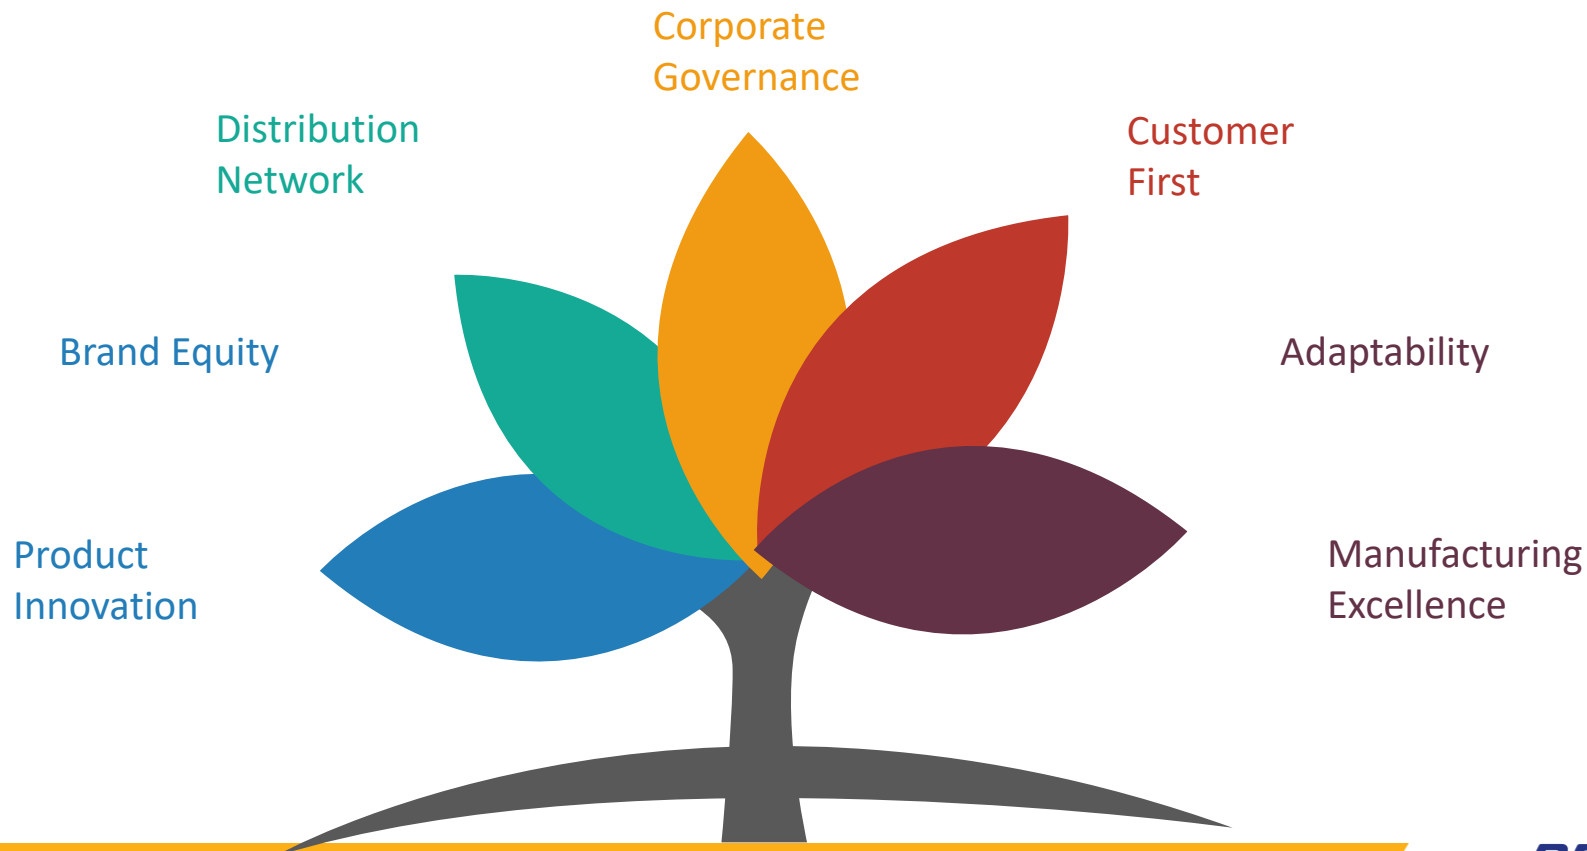 Corporate
Governance
Distribution
Network
Customer
First
Brand Equity
Adaptability
Product
Innovation
Manufacturing
Excellence